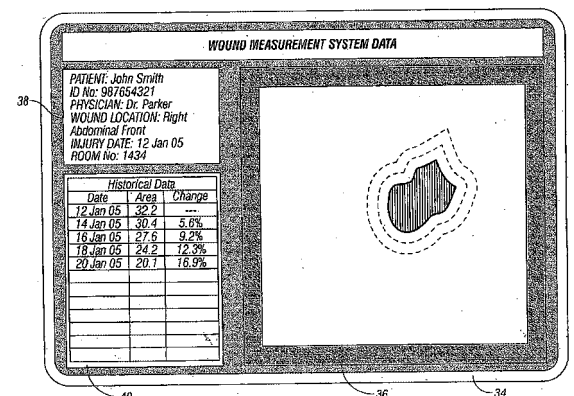 WOUND MEASUREMENT SYSTEM DATA
PATIENT: John Smith
ID No: 987654321
PHYSICIAN: Dr. Parker
WOUND LOCATION: Right
Abdominal Front
INJURY DATE: 12 Jan 05
ROOM No: 1434
38
Historical Data
Date Area Change
12 Jan 05 32.2 ---
14 Jan 05 30.4 5.6%
16 Jan 05 27.6 9.2%
18 Jan 05 24.2 12.3%
20 Jan 05 20.1 16.9%
40 36 34